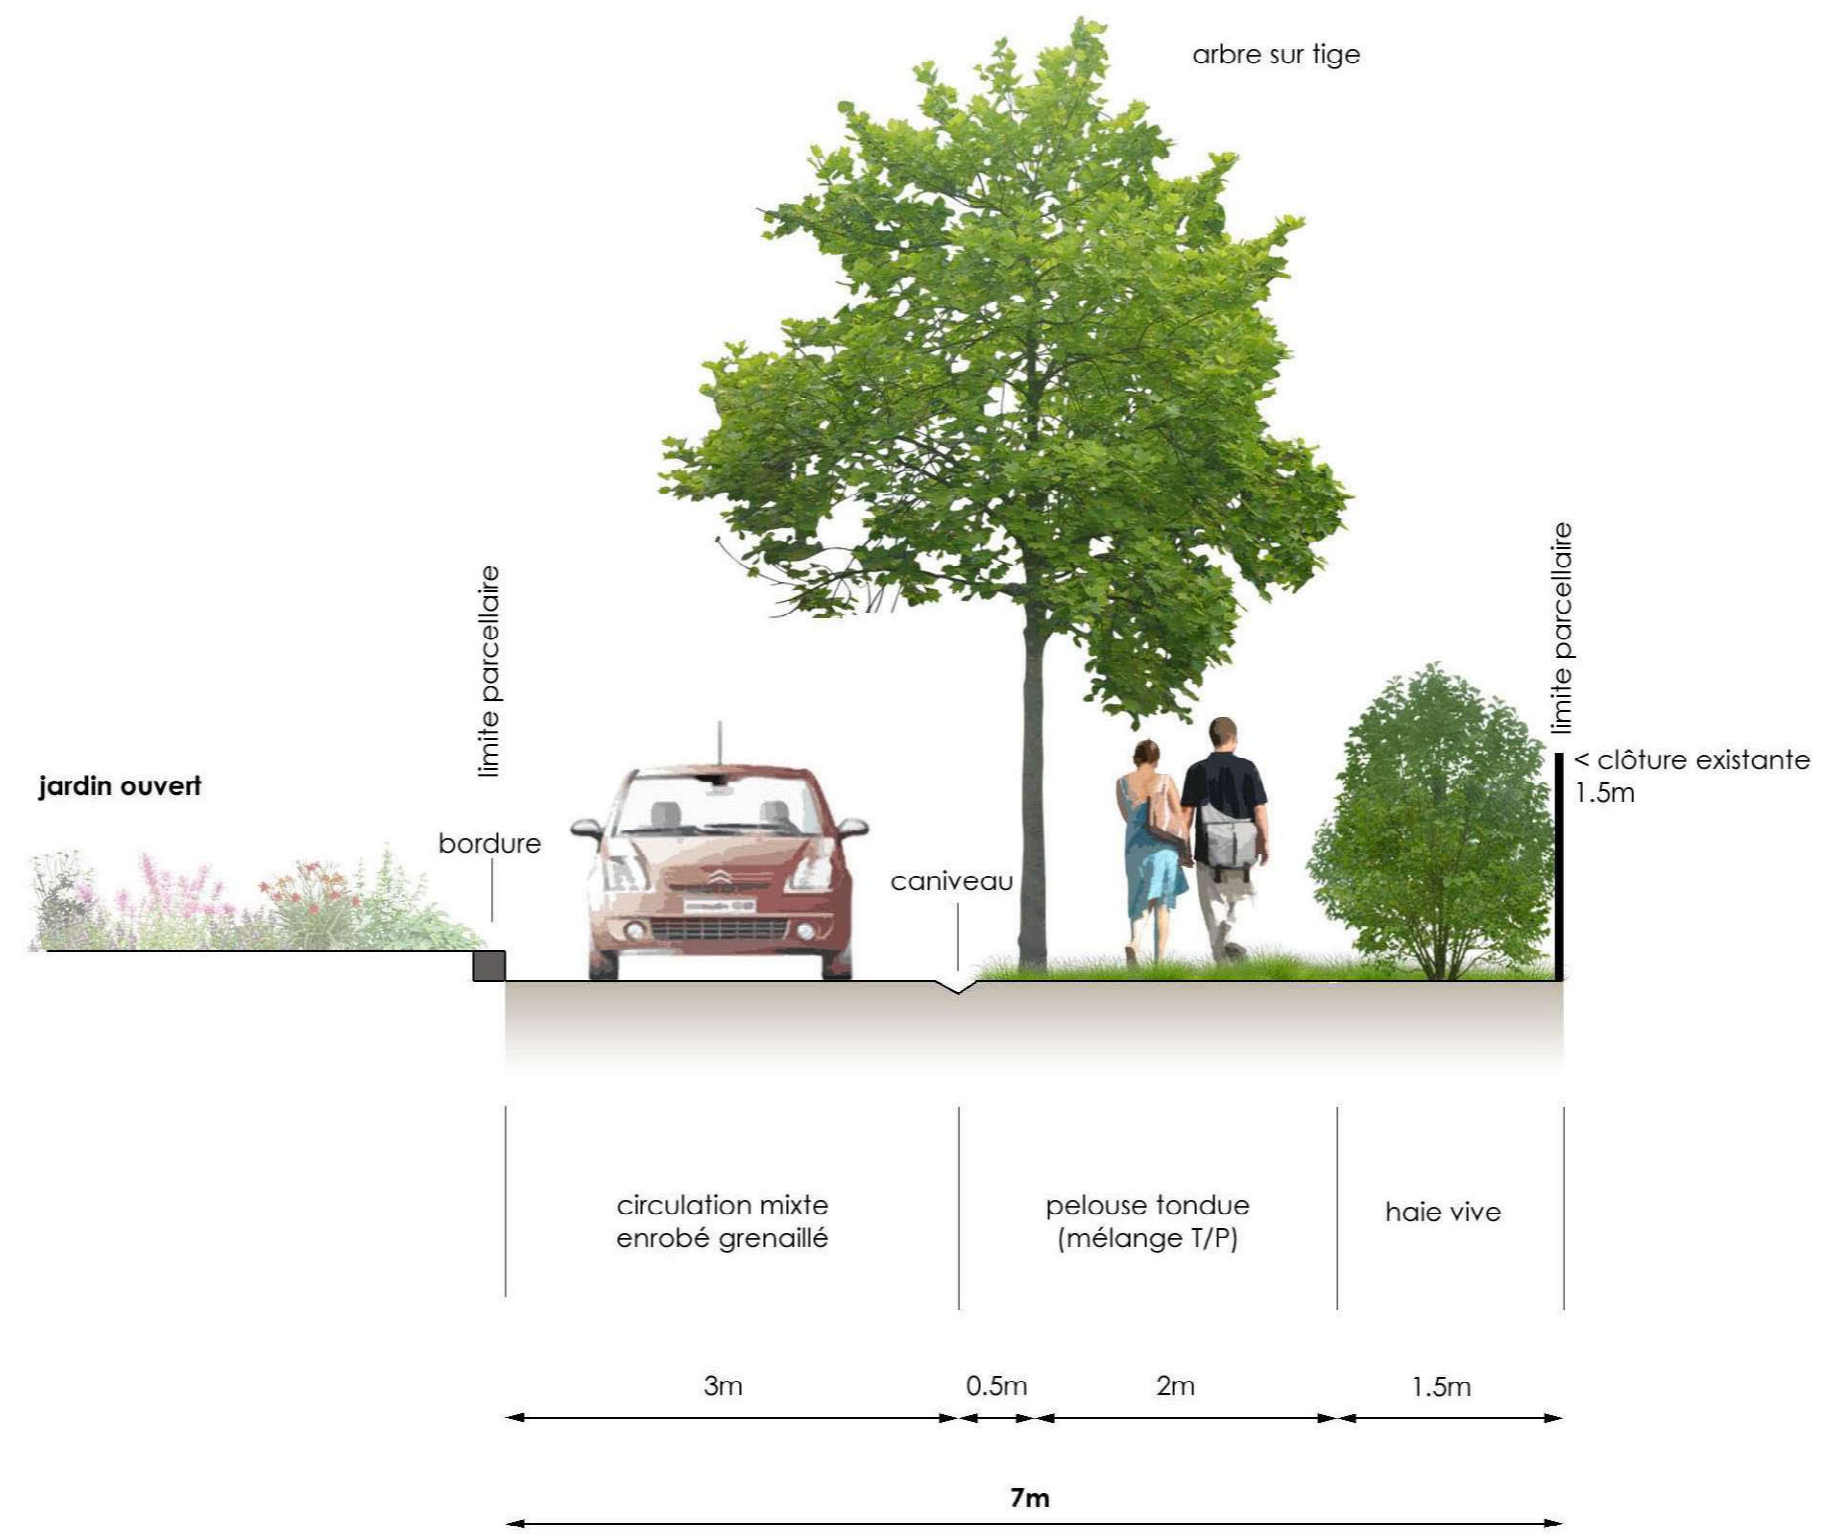 arbre sur tige
limite parcellaire
limite parcellaire
jardin ouvert
bordure
caniveau
< clôture existante
1.5m
circulation mixte
enrobé grenaillé
pelouse tondue
(mélange T/P)
haie vive
3m
0.5m
2m
1.5m
7m